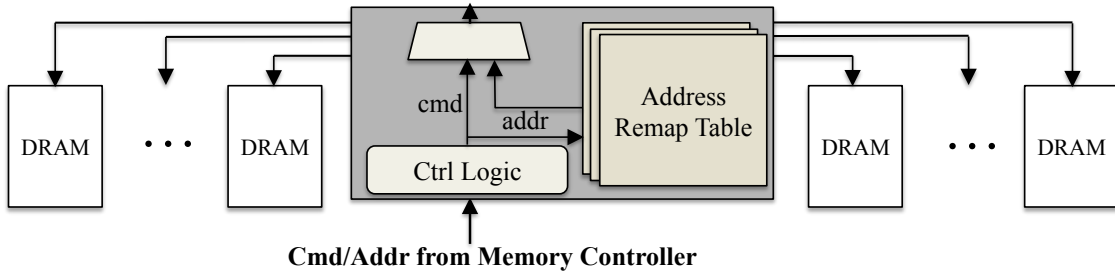 cmd
addr
Address
Remap Table
Ctrl Logic
DRAM
• • •
DRAM
DRAM
• • •
DRAM
Cmd/Addr from Memory Controller